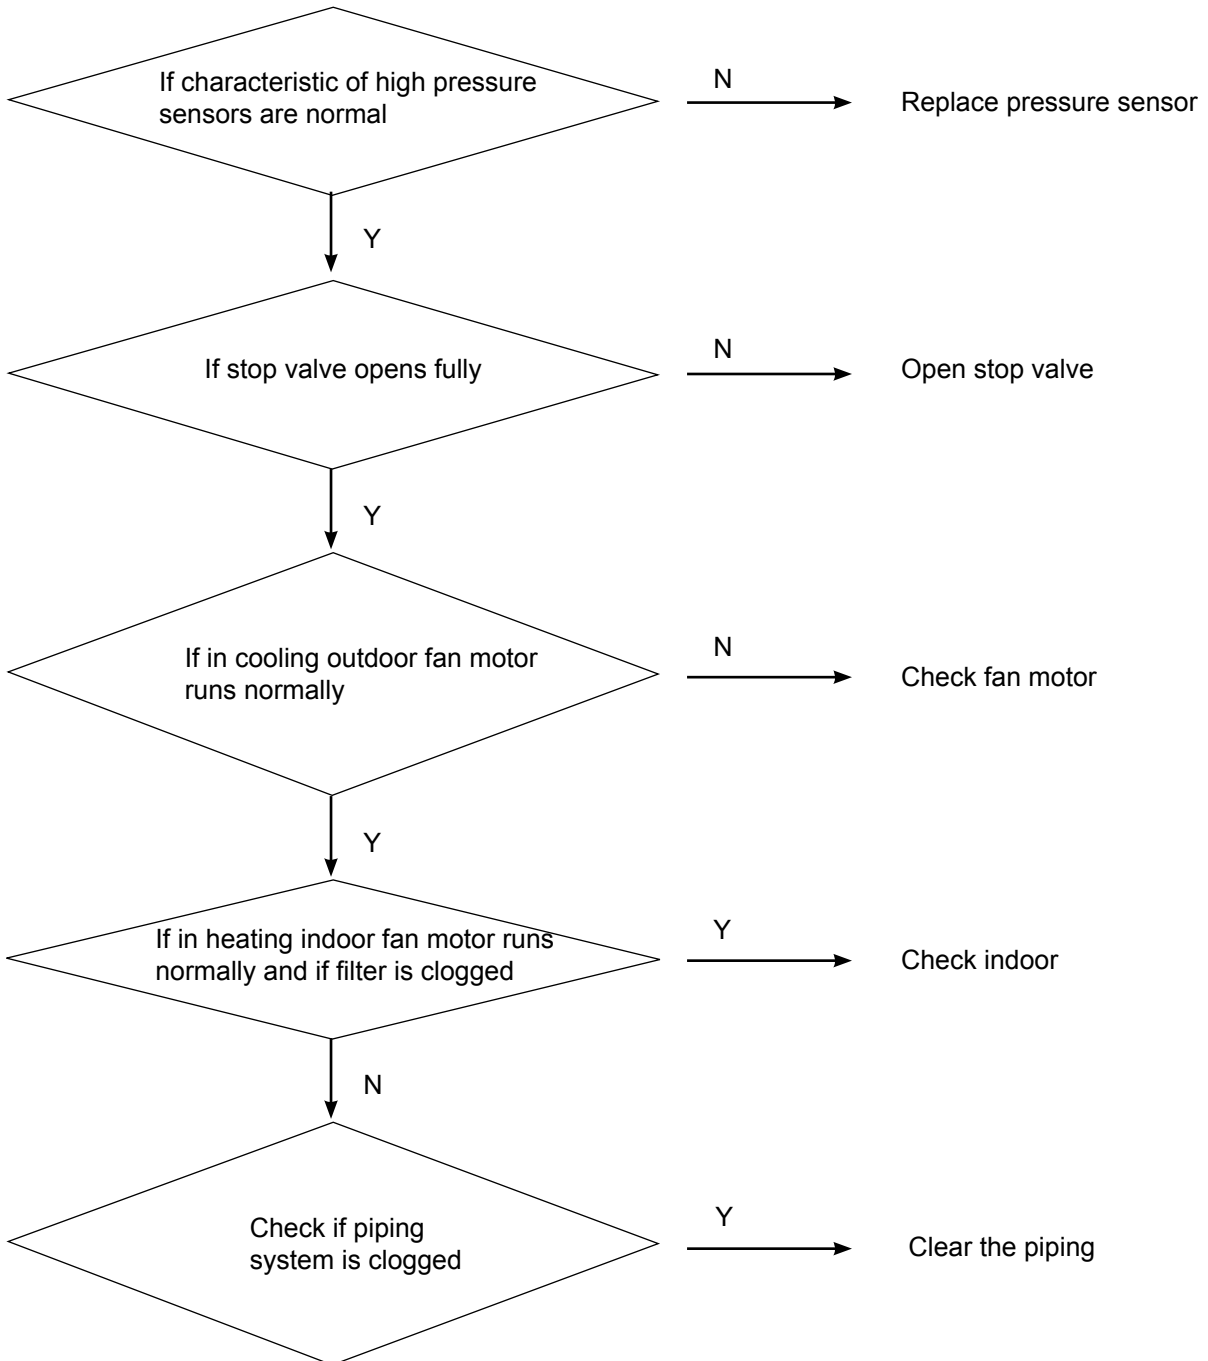 If characteristic of high pressure
sensors are normal
N
Replace pressure sensor
Y
If stop valve opens fully
N
Open stop valve
Y
If in cooling outdoor fan motor
runs normally
N
Check fan motor
Y
If in heating indoor fan motor runs
normally and if filter is clogged
Y
Check indoor
N
Check if piping
system is clogged
Y
Clear the piping